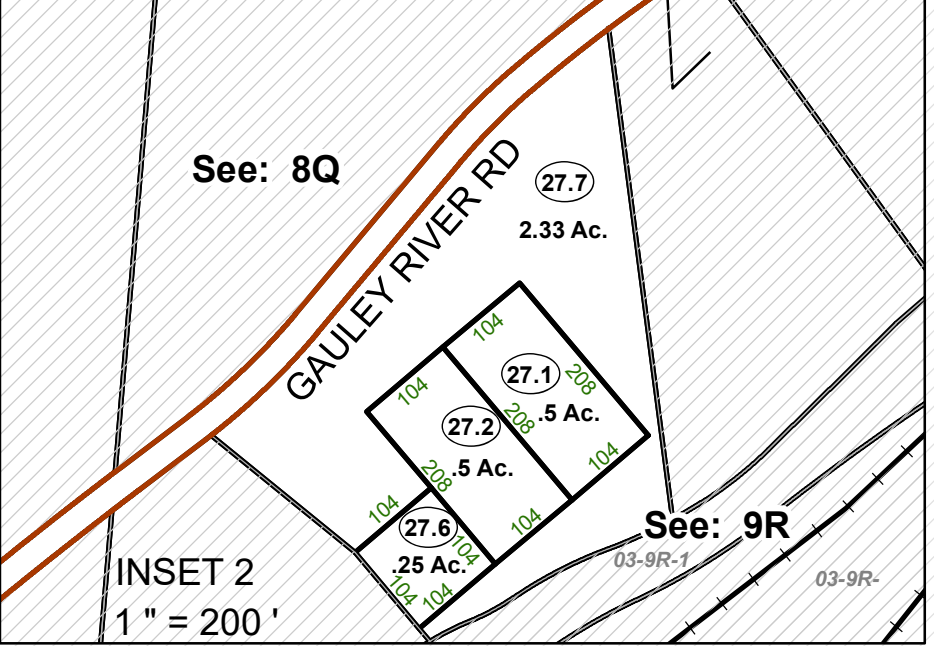 See: 8Q
GAULEY RIVER RD
27.7
2.33 Ac.
104
27.1
208
.5 Ac.
104
104
27.2
208
.5 Ac.
208
104
104
27.6
104
.25 Ac.
104
104
See: 9R
03-9R-1
03-9R-
INSET 2
1 " = 200 '